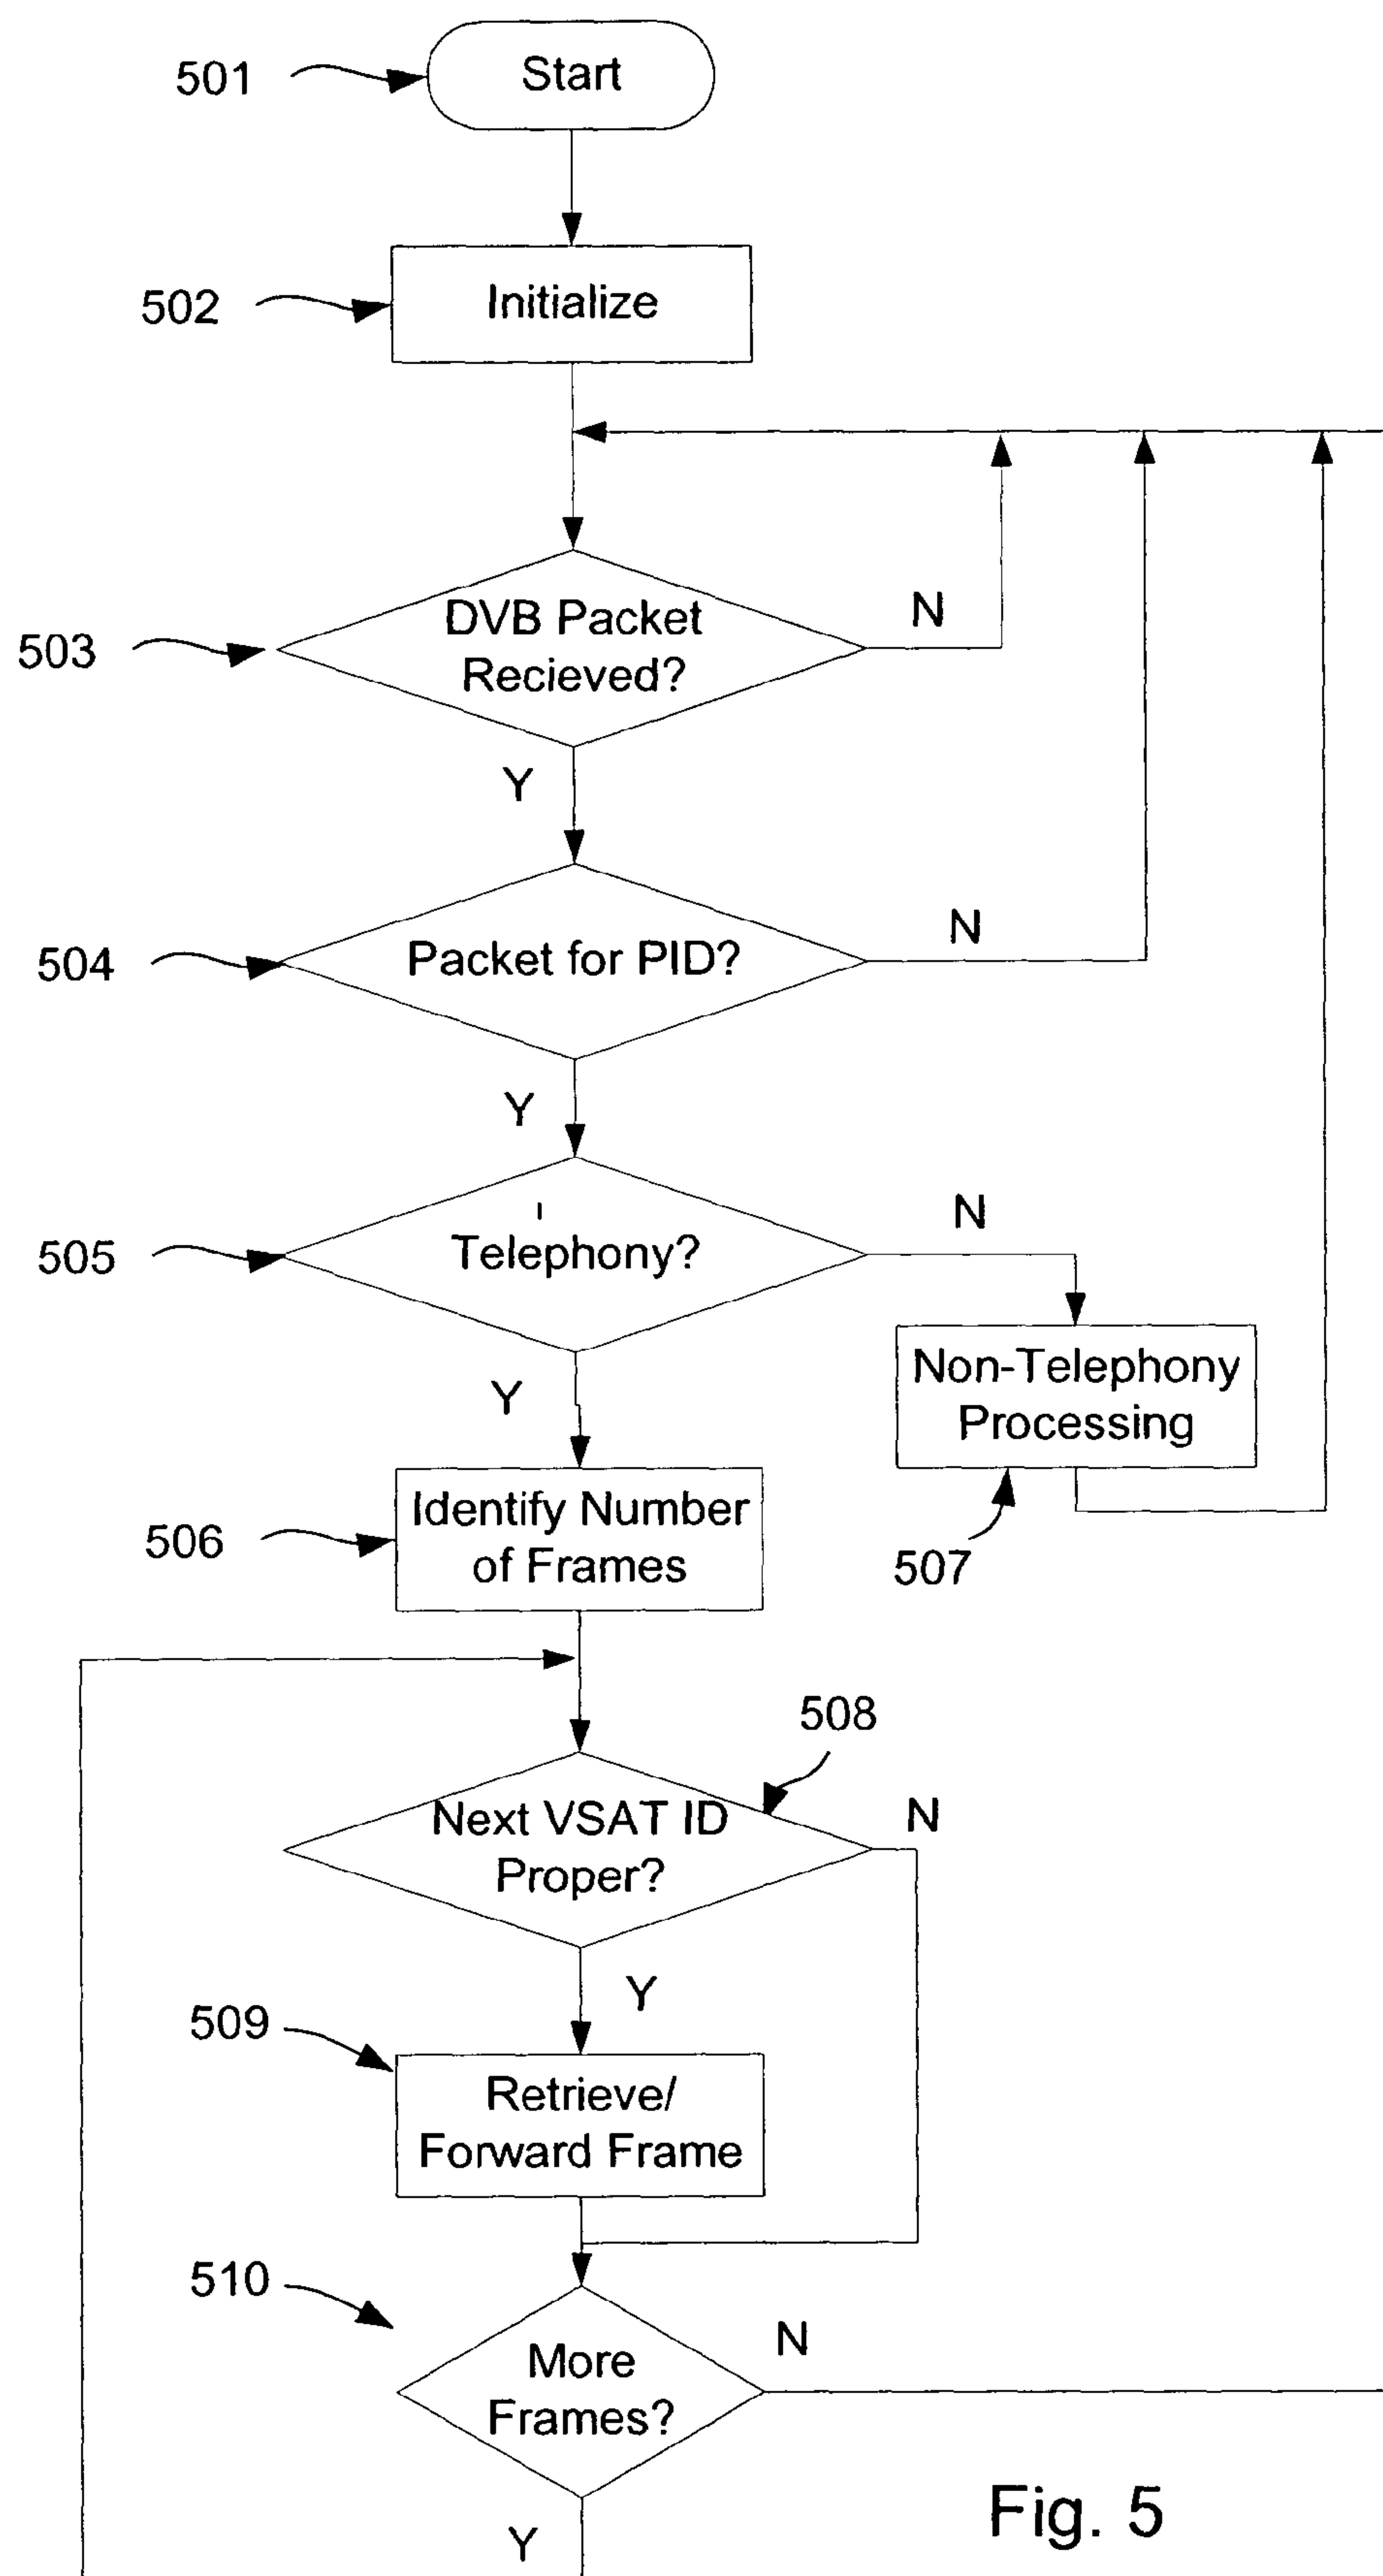 501
Start
502
Initialize
503
DVB Packet
Recieved?
N
Y
504
Packet for PID?
N
Y
505
Telephony?
N
Y
Non-Telephony
Processing
507
506
Identify Number
of Frames
508
Next VSAT ID
Proper?
N
Y
509
Retrieve/
Forward Frame
510
More
Frames?
N
Y
Fig. 5